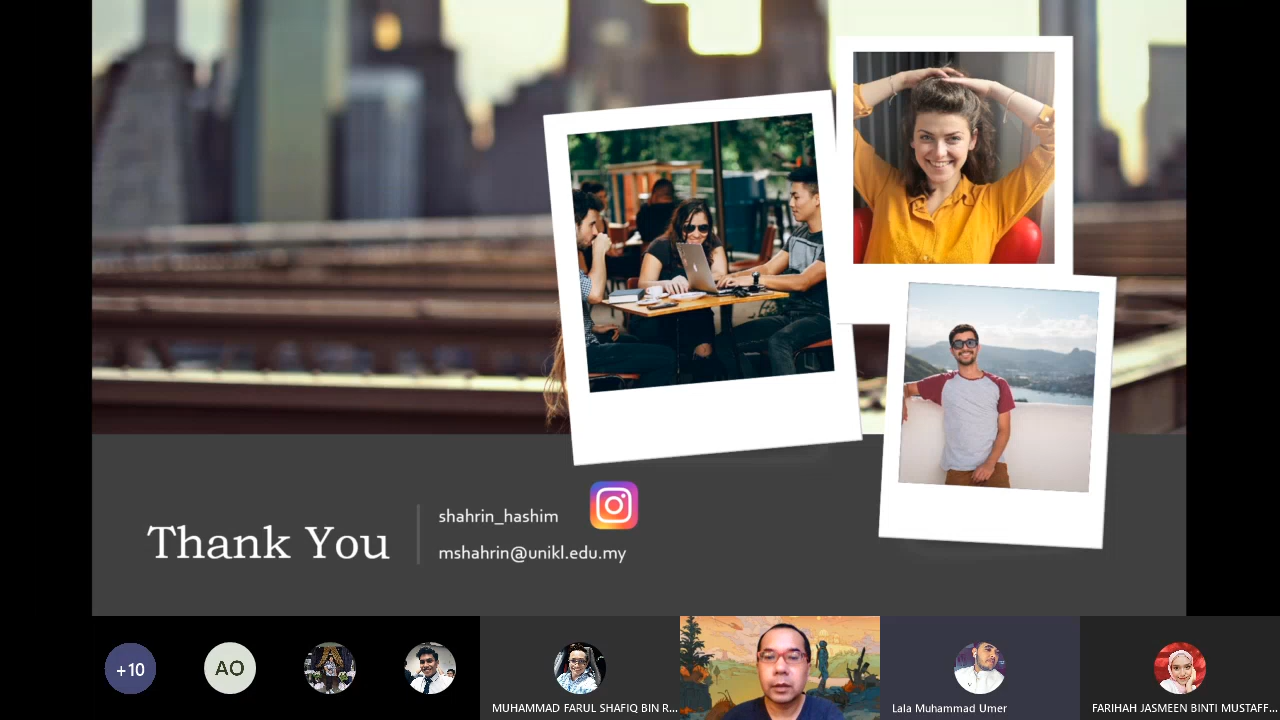 Thank You
shahrin_hashim
mshahrin@unikl.edu.my
+10
AO
MUHAMMAD FARUL SHAFIQ BIN R...
Lala Muhammad Umer
FARIHAH JASMEEN BINTI MUSTAFF...